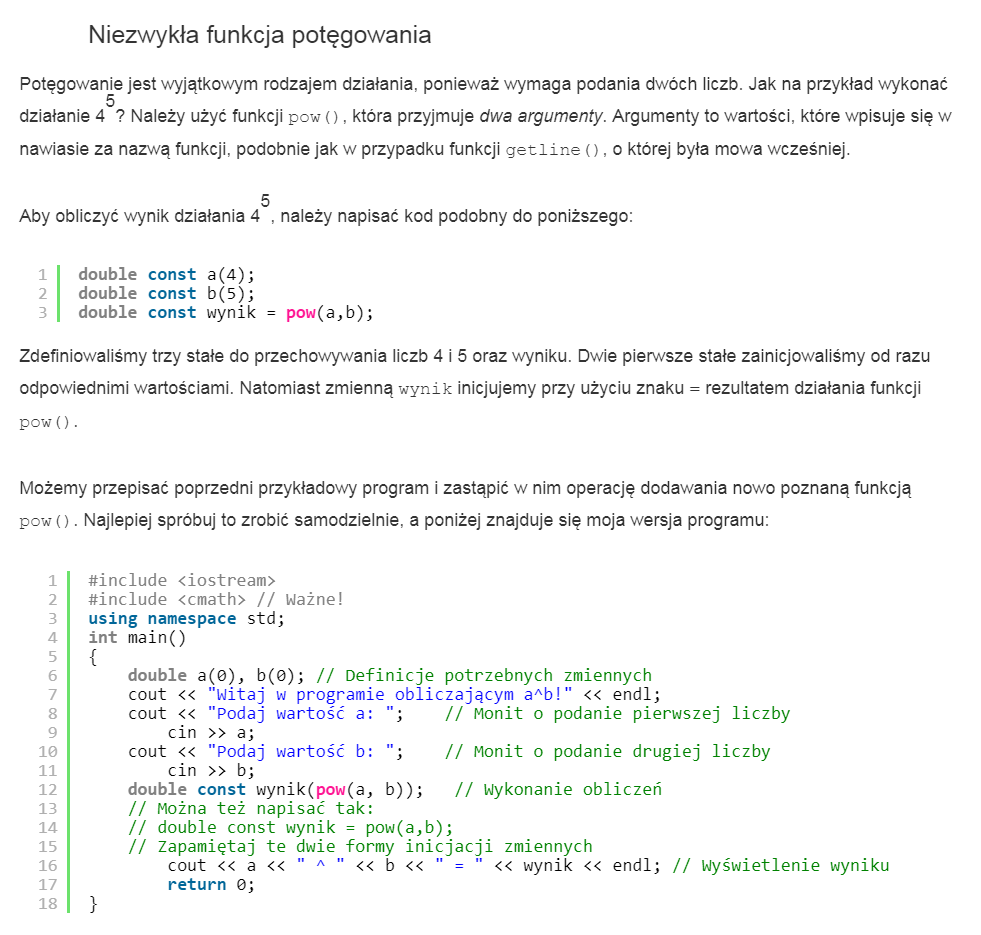 Niezwykła funkcja potęgowania
Potęgowanie jest wyjątkowym rodzajem działania, ponieważ wymaga podania dwóch liczb. Jak na przykład wykonać
działanie 4^5? Należy użyć funkcji pow(), która przyjmuje dwa argumenty. Argumenty to wartości, które wpisuje się w
nawiasie za nazwą funkcji, podobnie jak w przypadku funkcji getline(), o której była mowa wcześniej.
Aby obliczyć wynik działania 4^5, należy napisać kod podobny do poniższego:
1 double const a(4);
2 double const b(5);
3 double const wynik = pow(a,b);
Zdefiniowaliśmy trzy stałe do przechowywania liczb 4 i 5 oraz wyniku. Dwie pierwsze stałe zainicjowaliśmy od razu
odpowiednimi wartościami. Natomiast zmienną wynik inicjujemy przy użyciu znaku = rezultatem działania funkcji
pow().
Możemy przepisać poprzedni przykładowy program i zastąpić w nim operację dodawania nowo poznaną funkcją
pow(). Najlepiej spróbuj to zrobić samodzielnie, a poniżej znajduje się moja wersja programu:
1 #include <iostream>
2 #include <cmath> // Ważne!
3 using namespace std;
4 int main()
5 {
6     double a(0), b(0); // Definicje potrzebnych zmiennych
7     cout << "Witaj w programie obliczającym a^b!" << endl;
8     cout << "Podaj wartość a: ";    // Monit o podanie pierwszej liczby
9         cin >> a;
10     cout << "Podaj wartość b: ";    // Monit o podanie drugiej liczby
11         cin >> b;
12     double const wynik(pow(a, b));   // Wykonanie obliczeń
13     // Można też napisać tak:
14     // double const wynik = pow(a,b);
15     // Zapamiętaj te dwie formy inicjacji zmiennych
16         cout << a << " ^ " << b << " = " << wynik << endl; // Wyświetlenie wyniku
17         return 0;
18 }